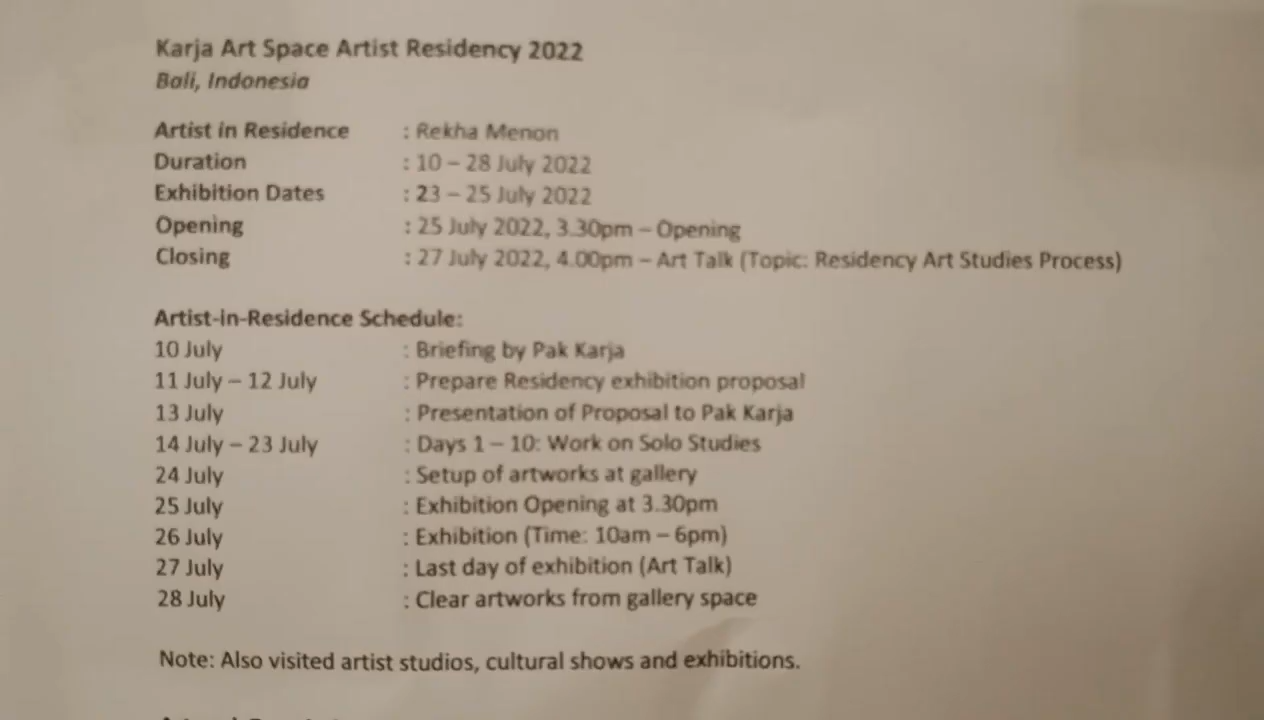 Karja Art Space Artist Residency 2022
Bali, Indonesia
Artist in Residence : Rekha Menon
Duration : 10 – 28 July 2022
Exhibition Dates : 23 – 25 July 2022
Opening : 25 July 2022, 3.30pm – Opening
Closing : 27 July 2022, 4.00pm – Art Talk (Topic: Residency Art Studies Process)
Artist-in-Residence Schedule:
10 July : Briefing by Pak Karja
11 July – 12 July : Prepare Residency exhibition proposal
13 July : Presentation of Proposal to Pak Karja
14 July – 23 July : Days 1 – 10: Work on Solo Studies
24 July : Setup of artworks at gallery
25 July : Exhibition Opening at 3.30pm
26 July : Exhibition (Time: 10am – 6pm)
27 July : Last day of exhibition (Art Talk)
28 July : Clear artworks from gallery space
Note: Also visited artist studios, cultural shows and exhibitions.